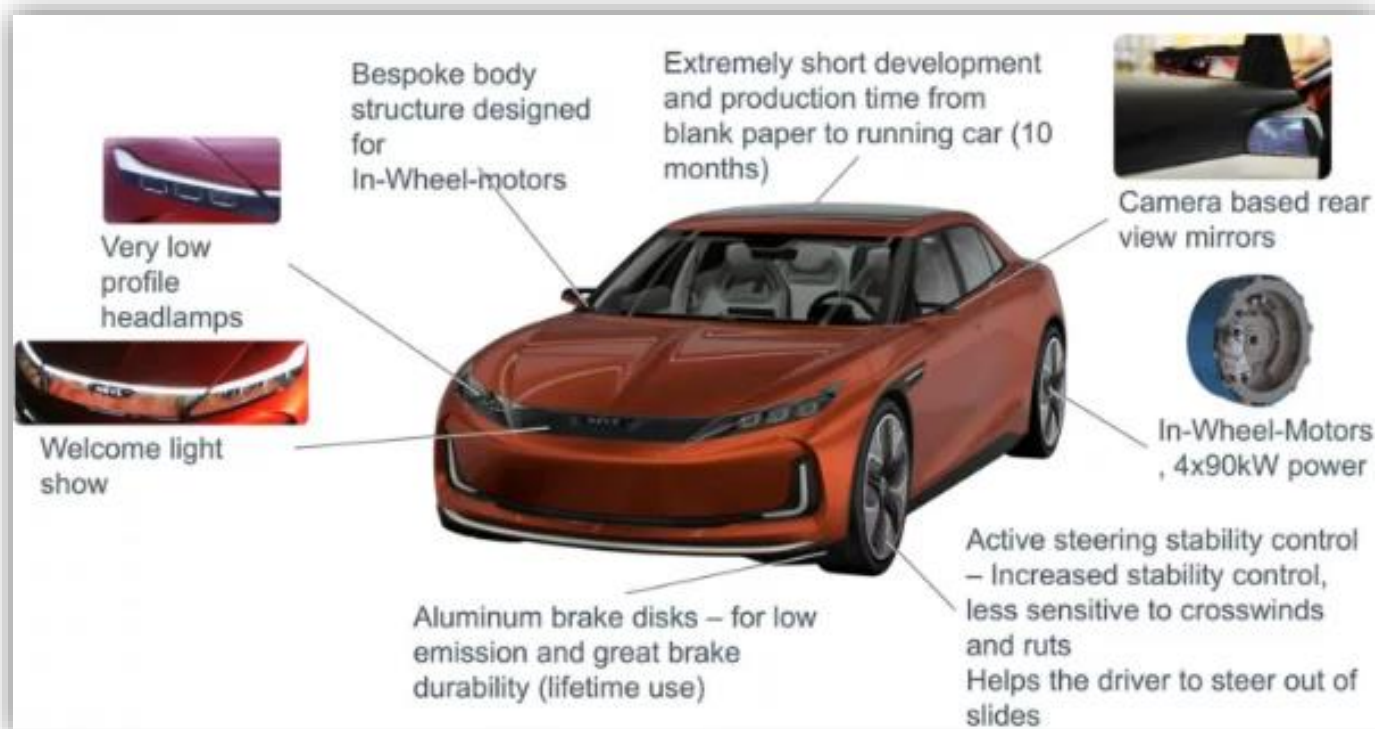 Bespoke body
structure designed
for
In-Wheel-motors
Extremely short development
and production time from
blank paper to running car (10
months)
Camera based rear
view mirrors
Very low
profile
headlamps
Welcome light
show
In-Wheel-Motors
, 4x90kW power
Active steering stability control
– Increased stability control,
less sensitive to crosswinds
and ruts
Helps the driver to steer out of
slides
Aluminum brake disks – for low
emission and great brake
durability (lifetime use)